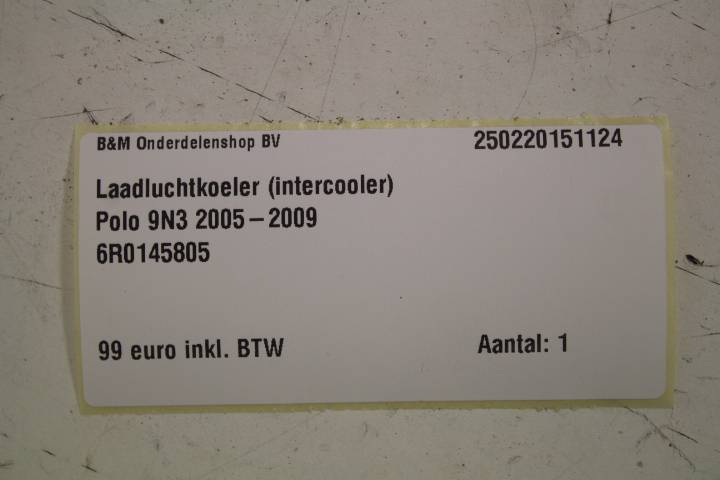 B&M Onderdelenshop BV 250220151124
Laadluchtkoeler (intercooler)
Polo 9N3 2005 – 2009
6R0145805
99 euro inkl. BTW Aantal: 1